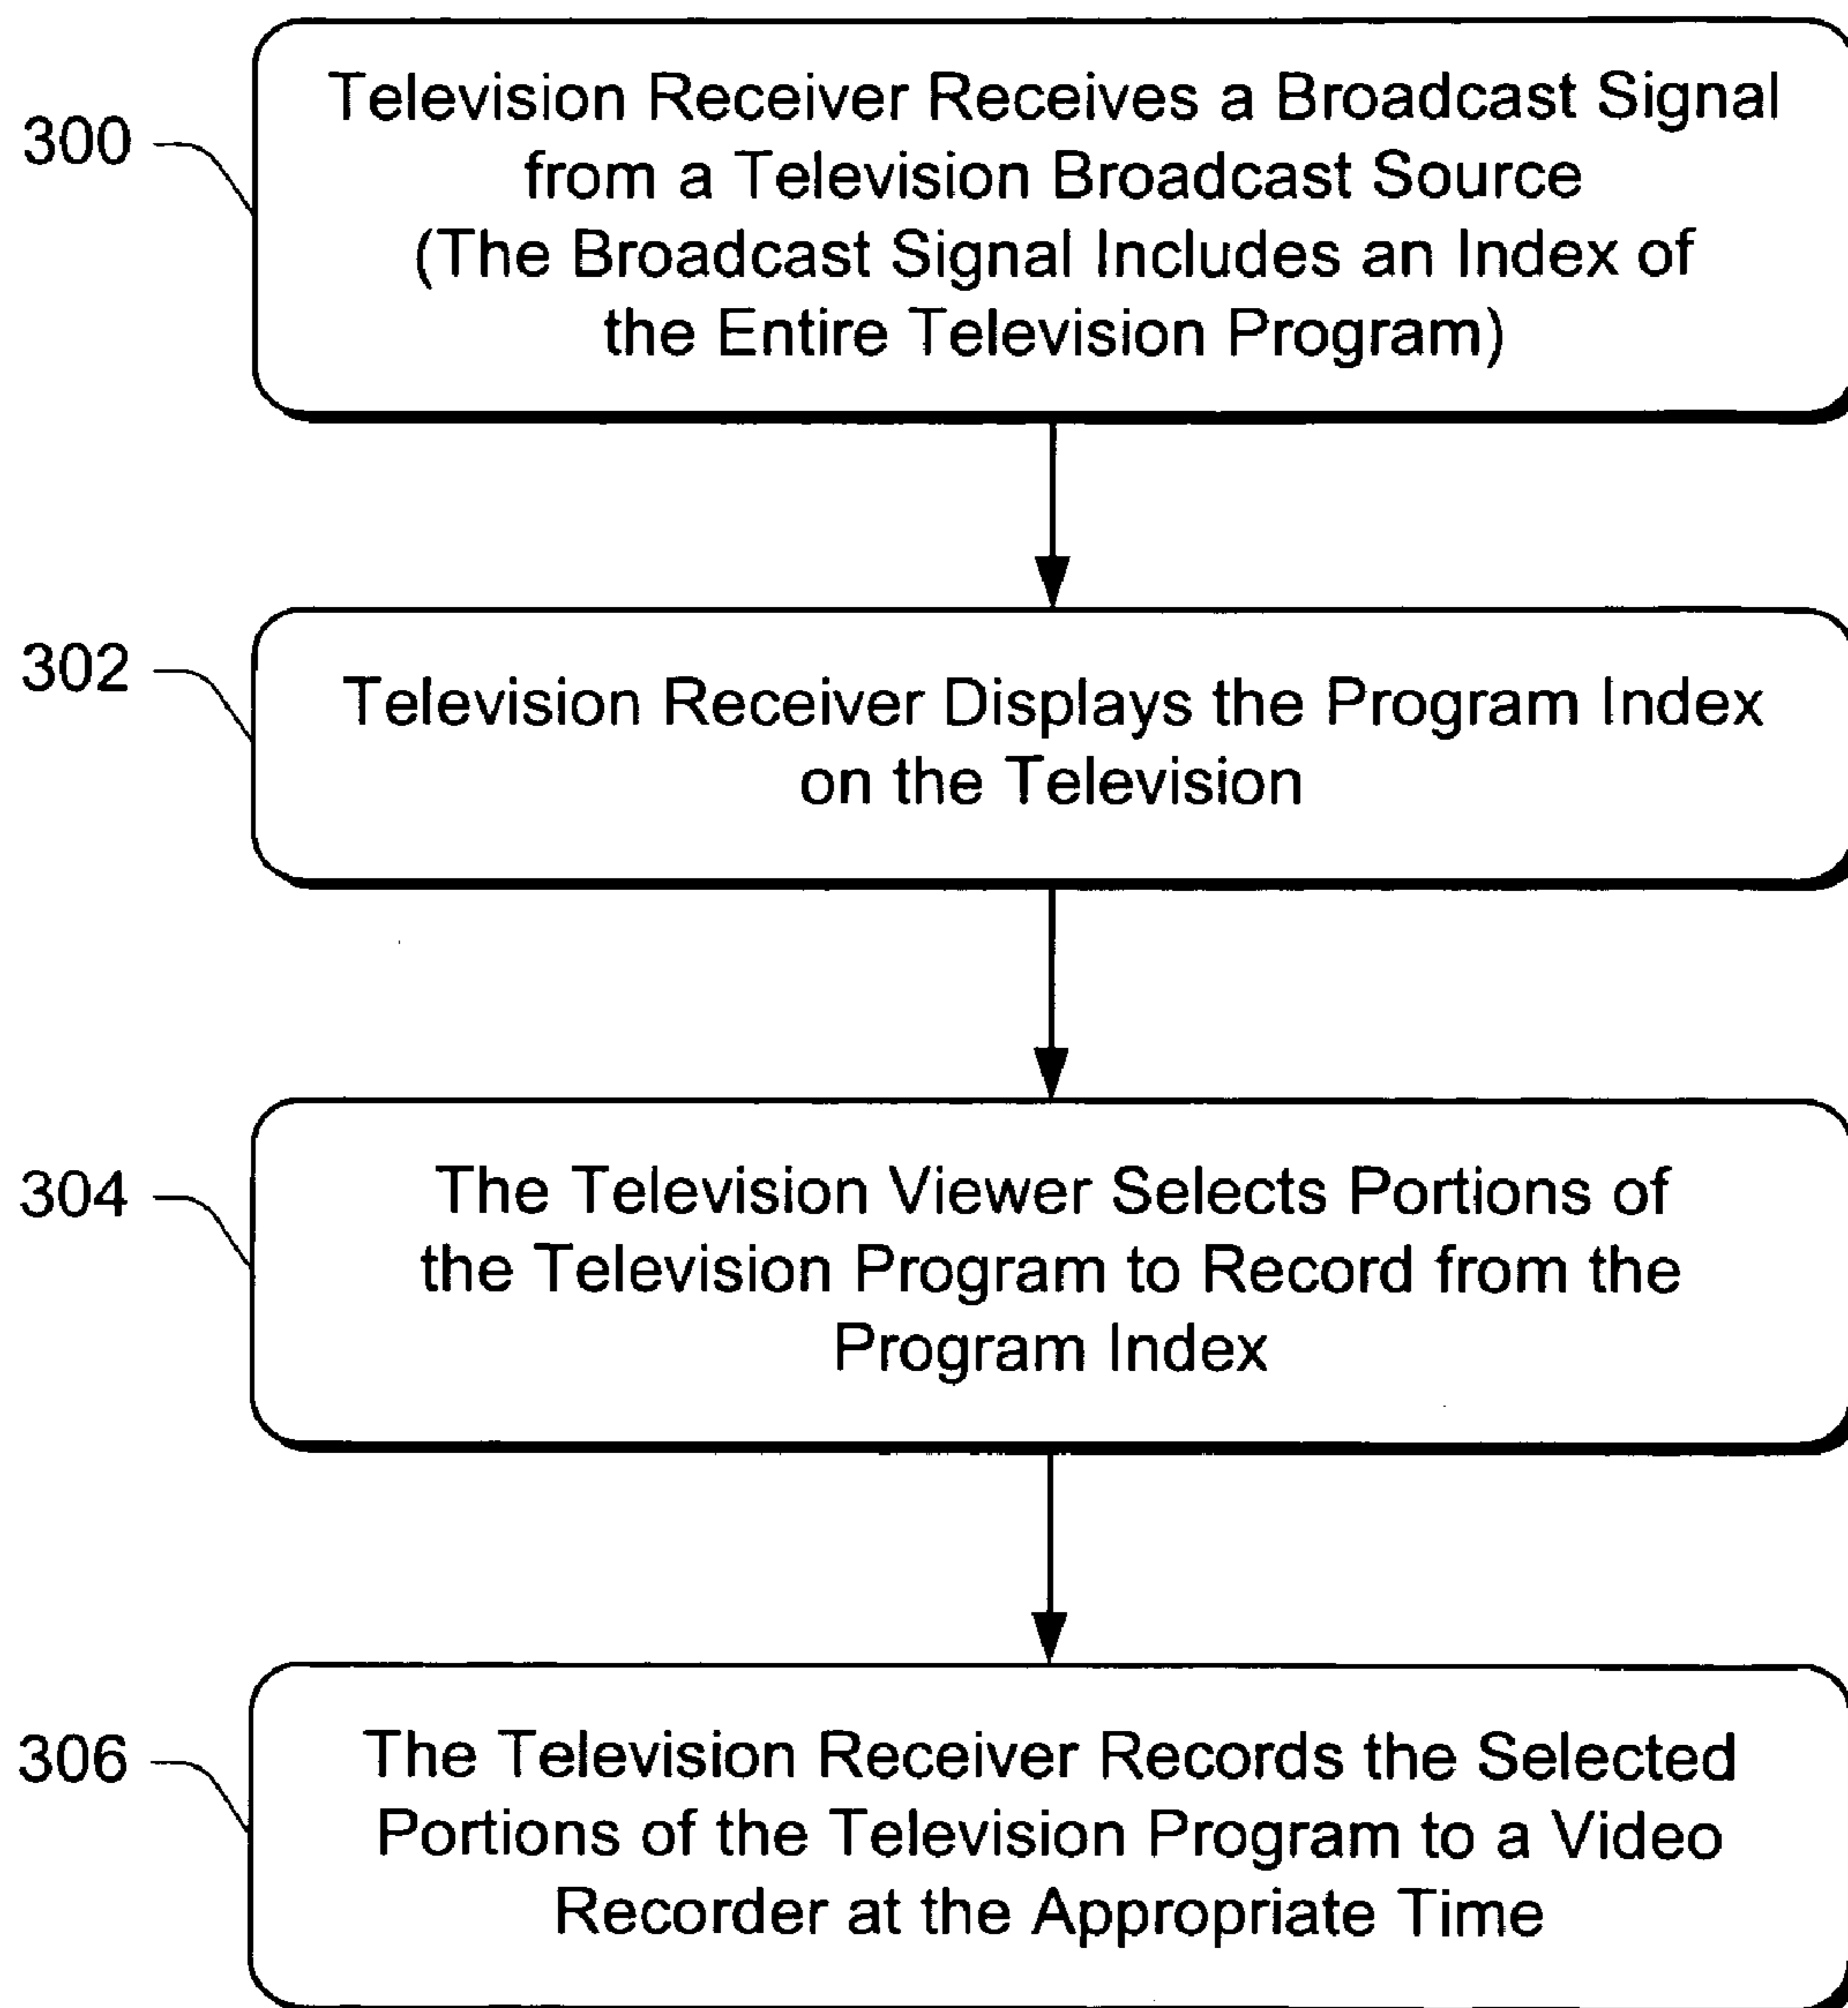 300
Television Receiver Receives a Broadcast Signal
from a Television Broadcast Source
(The Broadcast Signal Includes an Index of
the Entire Television Program)
302
Television Receiver Displays the Program Index
on the Television
304
The Television Viewer Selects Portions of
the Television Program to Record from the
Program Index
306
The Television Receiver Records the Selected
Portions of the Television Program to a Video
Recorder at the Appropriate Time